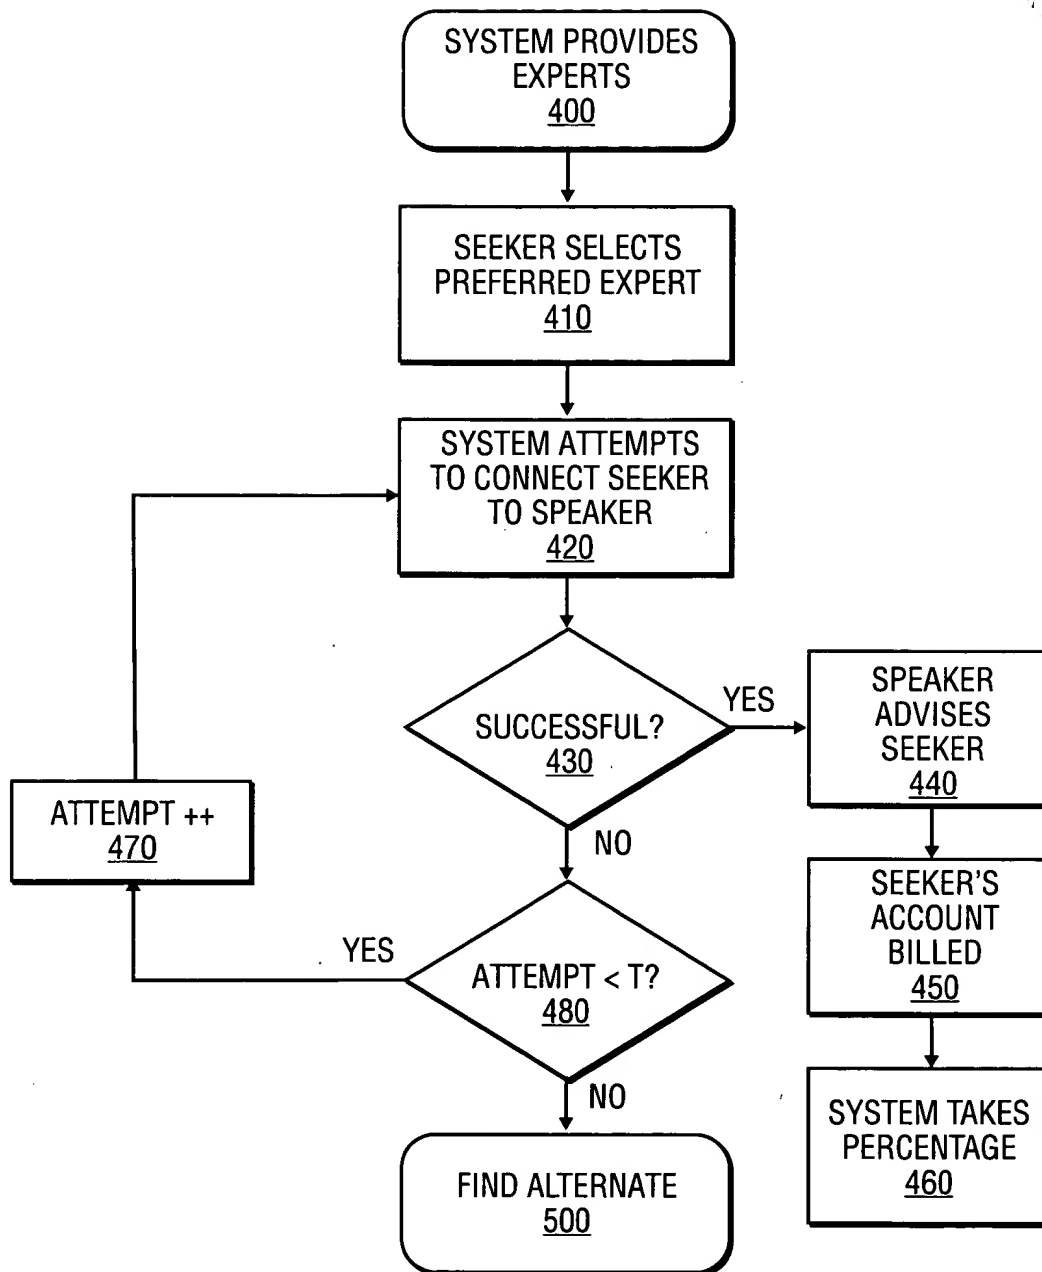 SYSTEM PROVIDES
EXPERTS
400
SEEKER SELECTS
PREFERRED EXPERT
410
SYSTEM ATTEMPTS
TO CONNECT SEEKER
TO SPEAKER
420
SUCCESSFUL?
430
YES
SPEAKER
ADVISES
SEEKER
440
NO
ATTEMPT ++
470
SEEKER'S
ACCOUNT
BILLED
450
YES
ATTEMPT < T?
480
NO
SYSTEM TAKES
PERCENTAGE
460
FIND ALTERNATE
500